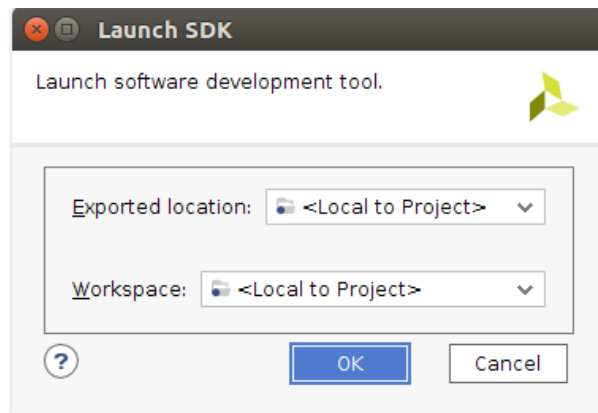 Launch SDK
Launch software development tool.
Exported location: <Local to Project>
Workspace: <Local to Project>
? OK Cancel